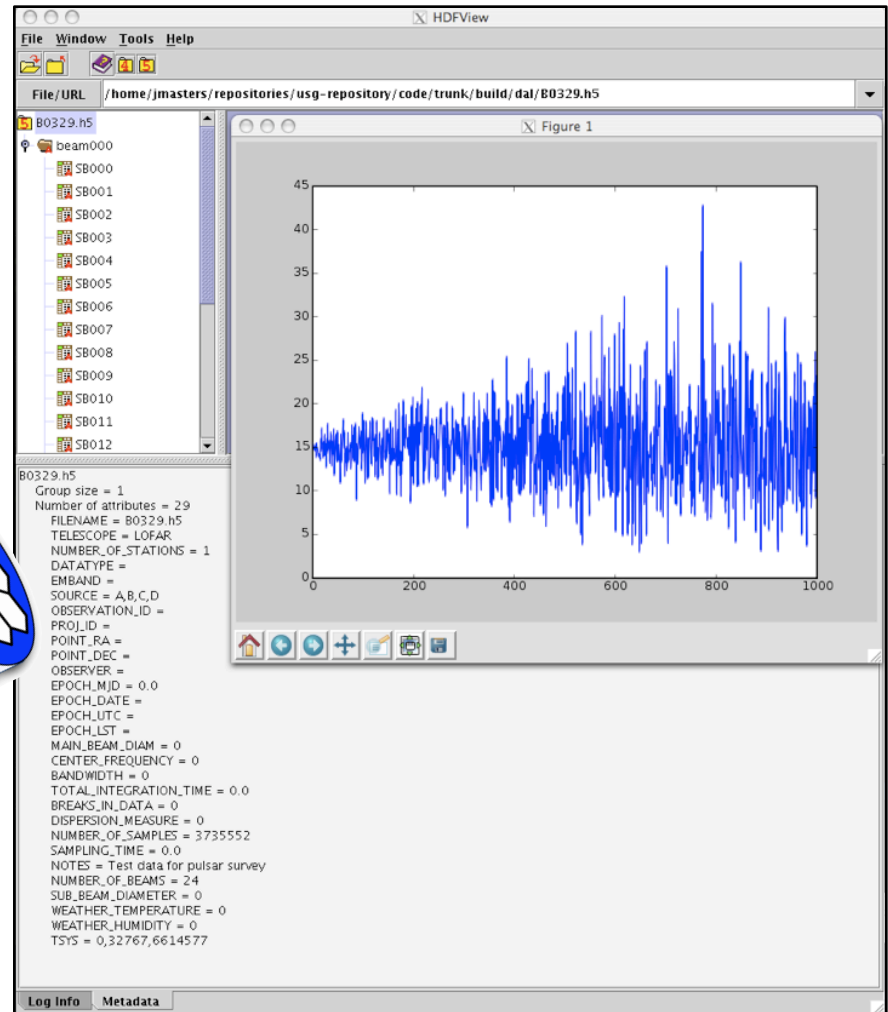 HDFView
File Window Tools Help
4 5
File/URL /home/jmasters/repositories/usg-repository/code/trunk/build/dal/B0329.h5
5 B0329.h5
beam000
SB000
SB001
SB002
SB003
SB004
SB005
SB006
SB007
SB008
SB009
SB010
SB011
SB012
X Figure 1
45
40
35
30
25
20
15
10
5
0
0 200 400 600 800 1000
B0329.h5
Group size = 1
Number of attributes = 29
FILENAME = B0329.h5
TELESCOPE = LOFAR
NUMBER_OF_STATIONS = 1
DATATYPE =
EMBAND =
SOURCE = A,B,C,D
OBSERVATION_ID =
PROJ_ID =
POINT_RA =
POINT_DEC =
OBSERVER =
EPOCH_MJD = 0.0
EPOCH_DATE =
EPOCH_UTC =
EPOCH_LST =
MAIN_BEAM_DIAM = 0
CENTER_FREQUENCY = 0
BANDWIDTH = 0
TOTAL_INTEGRATION_TIME = 0.0
BREAKS_IN_DATA = 0
DISPERSION_MEASURE = 0
NUMBER_OF_SAMPLES = 3735552
SAMPLING_TIME = 0.0
NOTES = Test data for pulsar survey
NUMBER_OF_BEAMS = 24
SUB_BEAM_DIAMETER = 0
WEATHER_TEMPERATURE = 0
WEATHER_HUMIDITY = 0
TSYS = 0,32767,6614577
Log Info Metadata